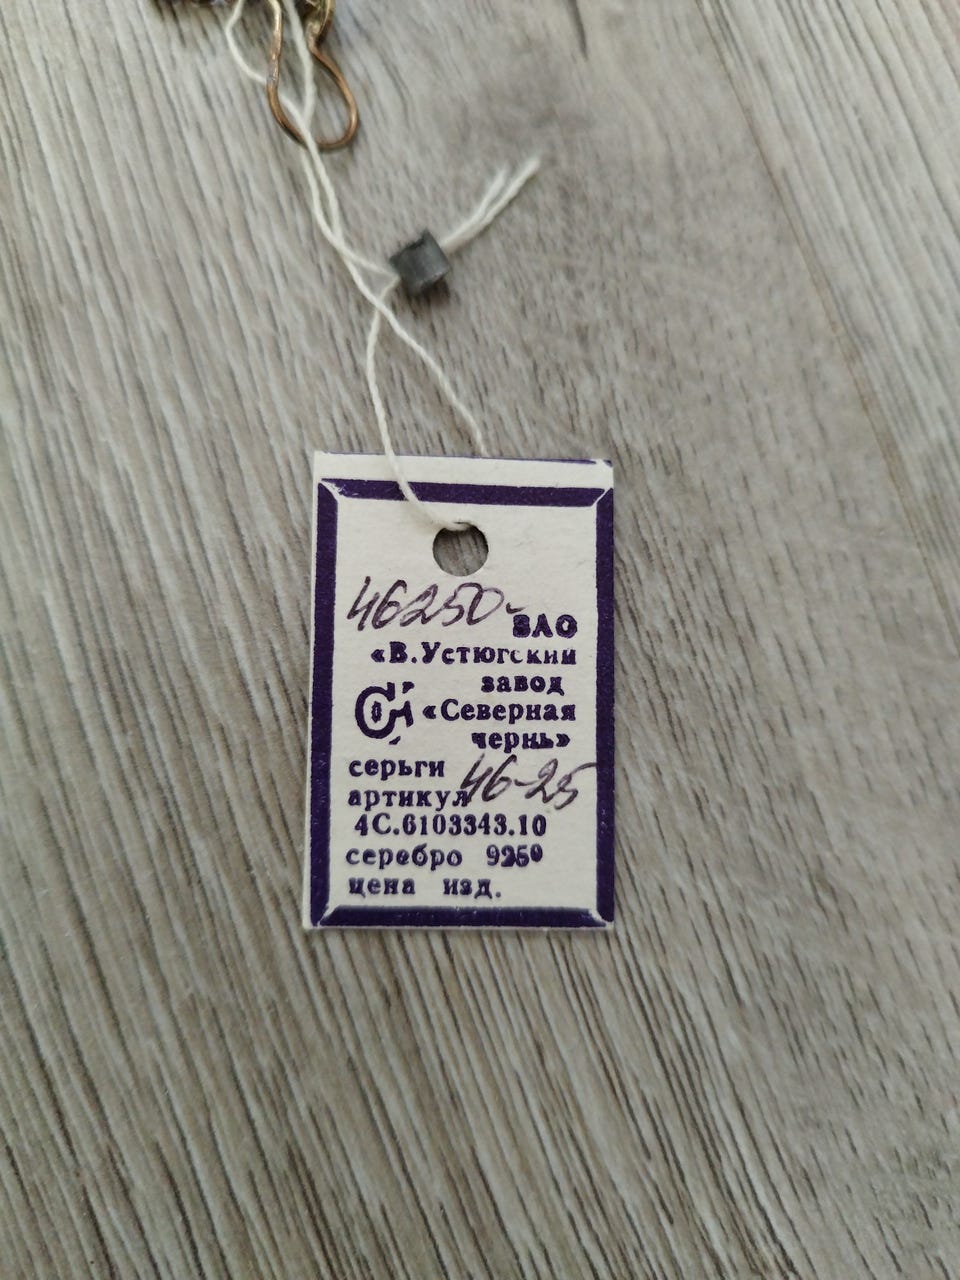 46250-
ЗАО
«В.Устюгский
завод
«Северная
чернь»
серьги 46-25
артикул
4С.6103343.10
серебро 925°
цена изд.